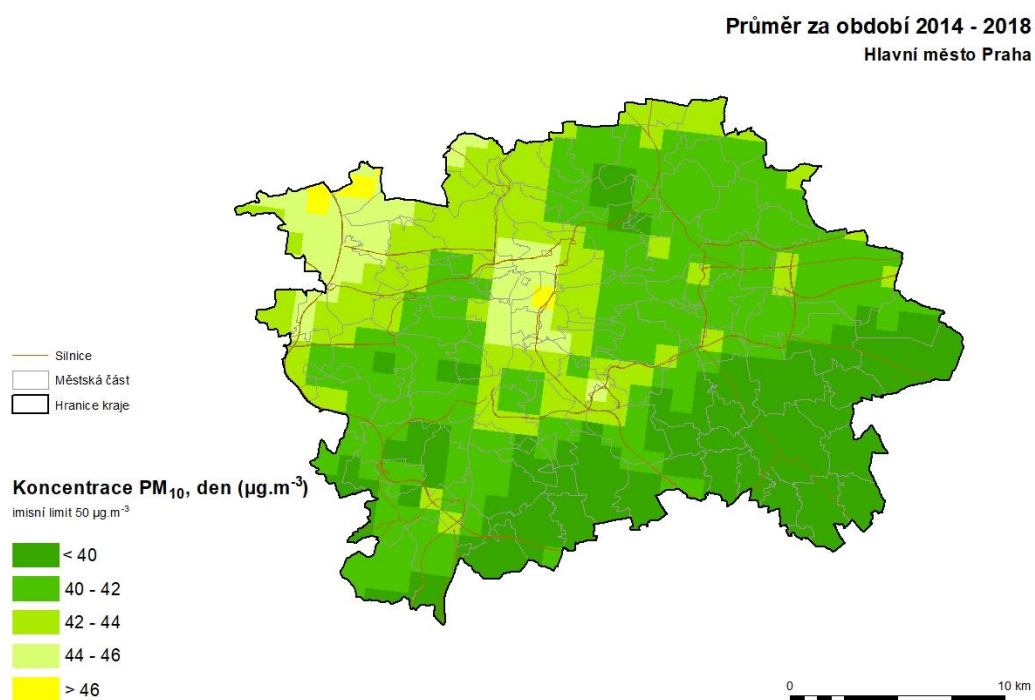 Průměr za období 2014 - 2018
Hlavní město Praha
Silnice
Městská část
Hranice kraje
Koncentrace PM₁₀, den (µg.m⁻³)
imisní limit 50 µg.m⁻³
< 40
40 - 42
42 - 44
44 - 46
> 46
0 10 km